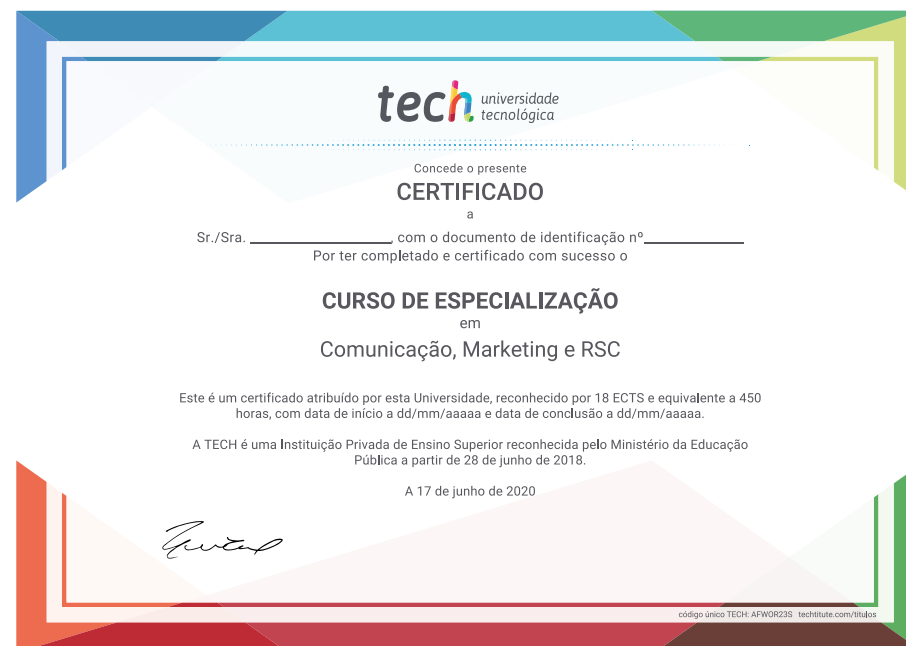 tech universidade
tecnológica
Concede o presente
CERTIFICADO
a
Sr./Sra. ________________, com o documento de identificação nº____________
Por ter completado e certificado com sucesso o
CURSO DE ESPECIALIZAÇÃO
em
Comunicação, Marketing e RSC
Este é um certificado atribuído por esta Universidade, reconhecido por 18 ECTS e equivalente a 450
horas, com data de início a dd/mm/aaaaa e data de conclusão a dd/mm/aaaaa.
A TECH é uma Instituição Privada de Ensino Superior reconhecida pelo Ministério da Educação
Pública a partir de 28 de junho de 2018.
A 17 de junho de 2020
código único TECH: AFWOR23S techtitute.com/titulos